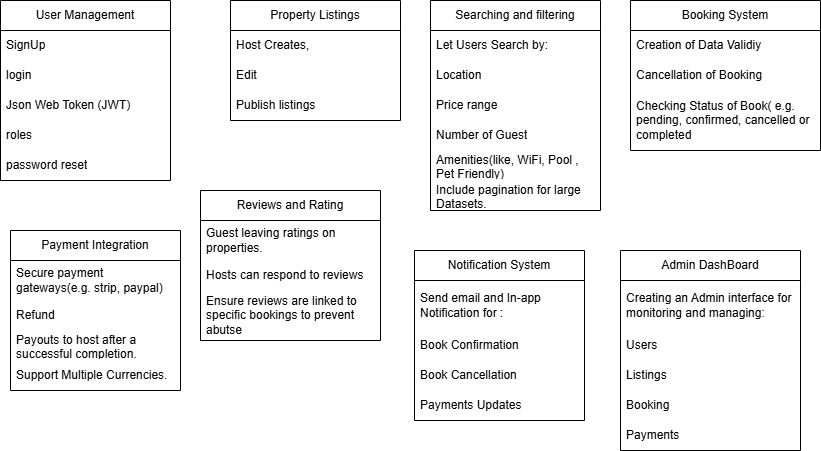 User Management
SignUp
login
Json Web Token (JWT)
roles
password reset
Property Listings
Host Creates,
Edit
Publish listings
Searching and filtering
Let Users Search by:
Location
Price range
Number of Guest
Amenities(like, WiFi, Pool ,
Pet Friendly)
Include pagination for large
Datasets.
Booking System
Creation of Data Validiy
Cancellation of Booking
Checking Status of Book( e.g.
pending, confirmed, cancelled or
completed
Payment Integration
Secure payment
gateways(e.g. strip, paypal)
Refund
Payouts to host after a
successful completion.
Support Multiple Currencies.
Reviews and Rating
Guest leaving ratings on
properties.
Hosts can respond to reviews
Ensure reviews are linked to
specific bookings to prevent
abutse
Notification System
Send email and In-app
Notification for :
Book Confirmation
Book Cancellation
Payments Updates
Admin DashBoard
Creating an Admin interface for
monitoring and managing:
Users
Listings
Booking
Payments